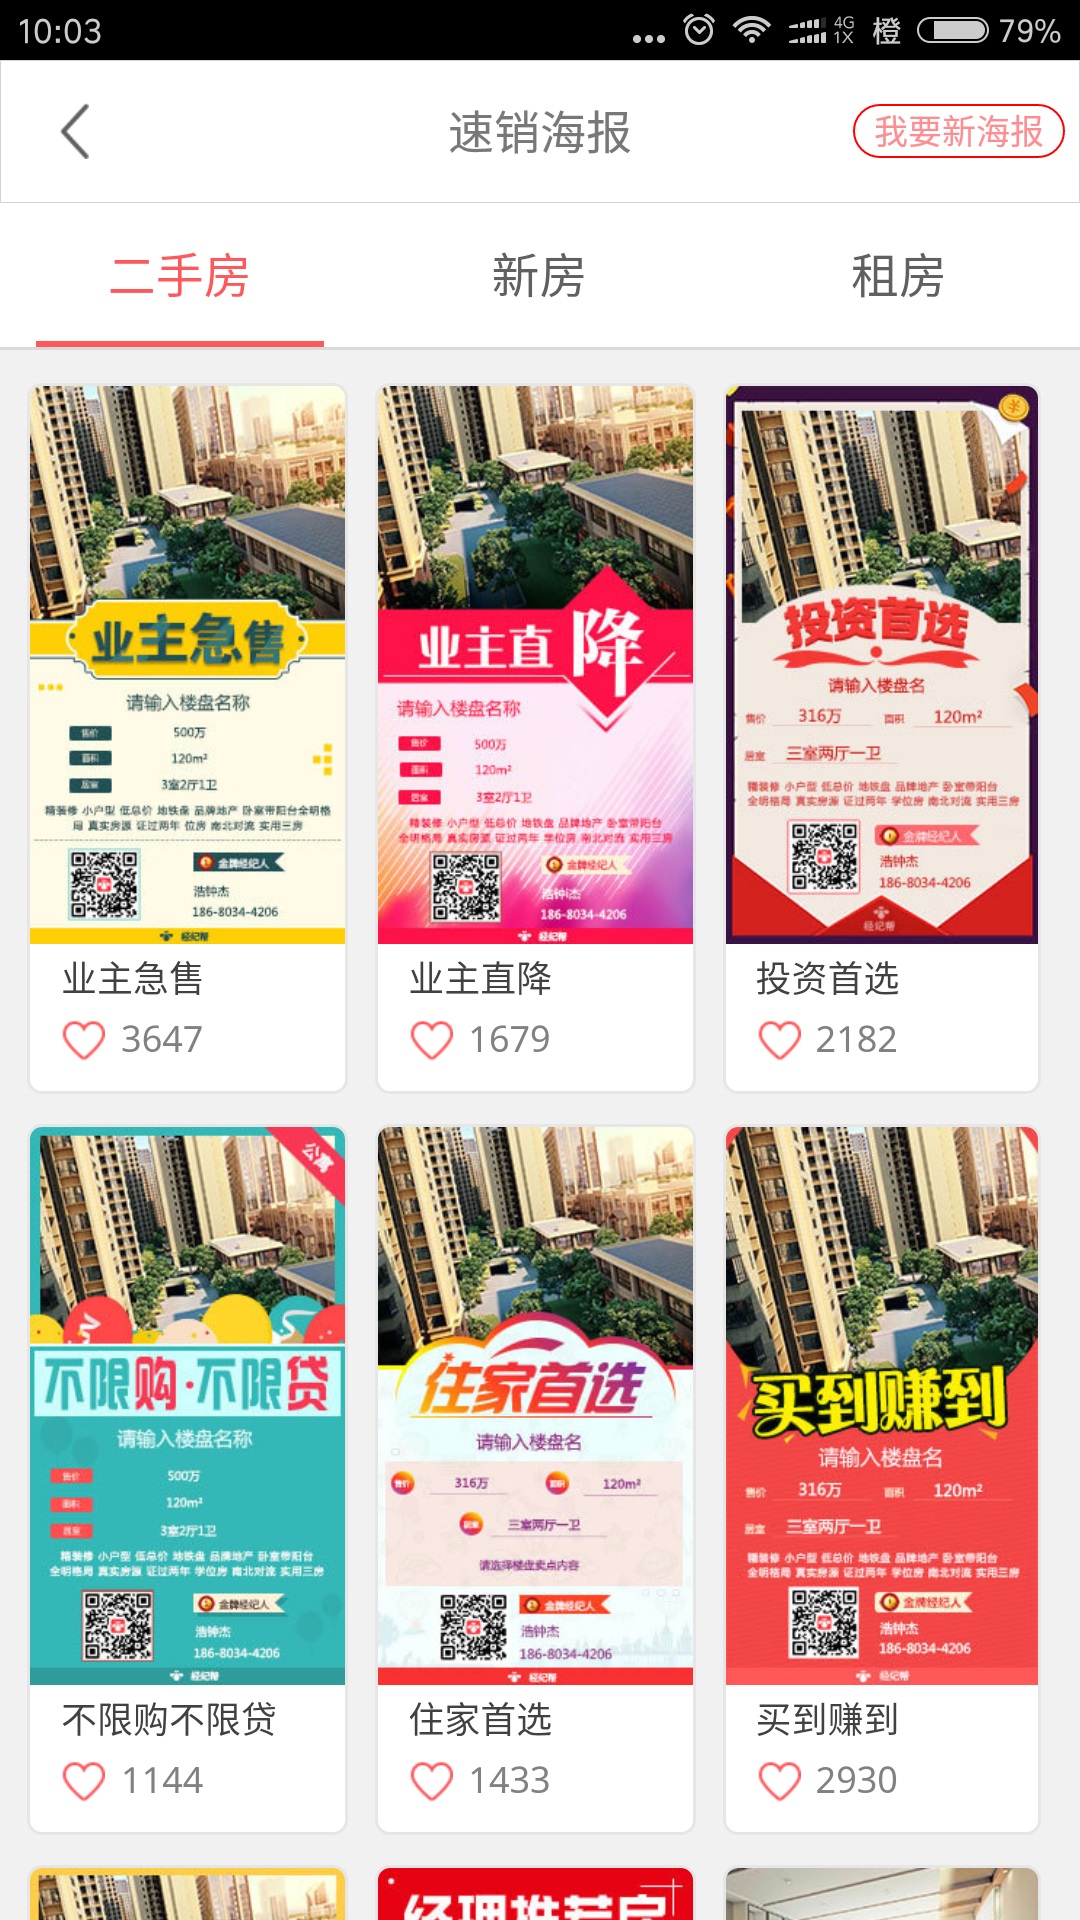 10:03
4G
1X
橙
79%
速销海报
我要新海报
二手房
新房
租房
业主急售
请输入楼盘名称
售价 500万
面积 120m²
居室 3室2厅1卫
精装修 小户型 低总价 地铁盘 品牌地产 卧室带阳台全明格
局 真实房源 证过两年 位房 南北对流 实用三房
金牌经纪人
浩钟杰
186-8034-4206
经纪帮
业主急售
3647
业主直降
请输入楼盘名称
售价 500万
面积 120m²
居室 3室2厅1卫
精装修 小户型 低总价 地铁盘 品牌地产 卧室带阳台
全明格局 真实房源 证过两年 学位房 南北对流 实用三房
金牌经纪人
浩钟杰
186-8034-4206
经纪帮
业主直降
1679
投资首选
请输入楼盘名
售价 316万 面积 120m²
居室 三室两厅一卫
精装修 小户型 低总价 地铁盘 品牌地产 卧室带阳台
全明格局 真实房源 证过两年 学位房 南北对流 实用三房
金牌经纪人
浩钟杰
186-8034-4206
经纪帮
投资首选
2182
公寓
不限购·不限贷
请输入楼盘名称
售价 500万
面积 120m²
居室 3室2厅1卫
精装修 小户型 低总价 地铁盘 品牌地产 卧室带阳台
全明格局 真实房源 证过两年 学位房 南北对流 实用三房
金牌经纪人
浩钟杰
186-8034-4206
经纪帮
不限购不限贷
1144
住家首选
请输入楼盘名
售价 316万 面积 120m²
居室 三室两厅一卫
请选择楼盘卖点内容
金牌经纪人
浩钟杰
186-8034-4206
经纪帮
住家首选
1433
买到赚到
请输入楼盘名
售价 316万 面积 120m²
居室 三室两厅一卫
精装修 小户型 低总价 地铁盘 品牌地产 卧室带阳台
全明格局 真实房源 证过两年 学位房 南北对流 实用三房
金牌经纪人
浩钟杰
186-8034-4206
经纪帮
买到赚到
2930
经理推荐房